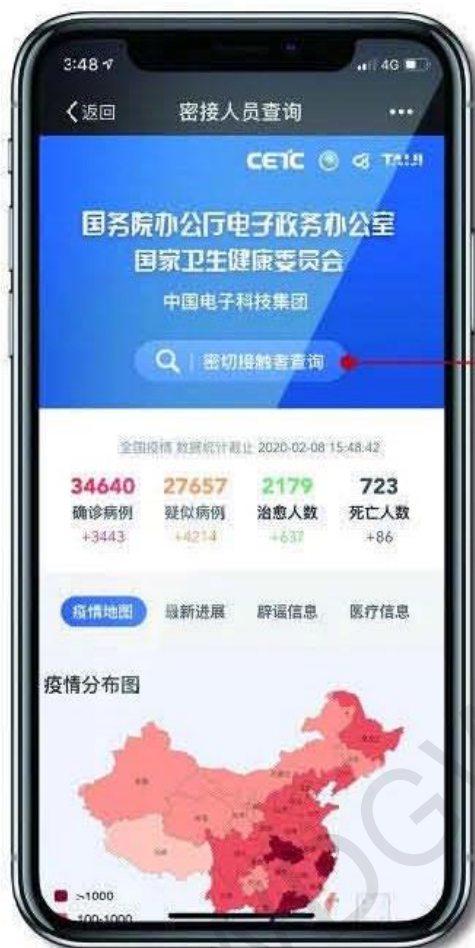 3:48
4G
返回
密接人员查询
CETC
TAIJI
国务院办公厅电子政务办公室
国家卫生健康委员会
中国电子科技集团
密切接触者查询
全国疫情 数据统计截止 2020-02-08 15:48:42
34640 27657 2179 723
确诊病例 疑似病例 治愈人数 死亡人数
+3443 +4214 +637 +86
疫情地图 最新进展 辟谣信息 医疗信息
疫情分布图
>1000
100-1000